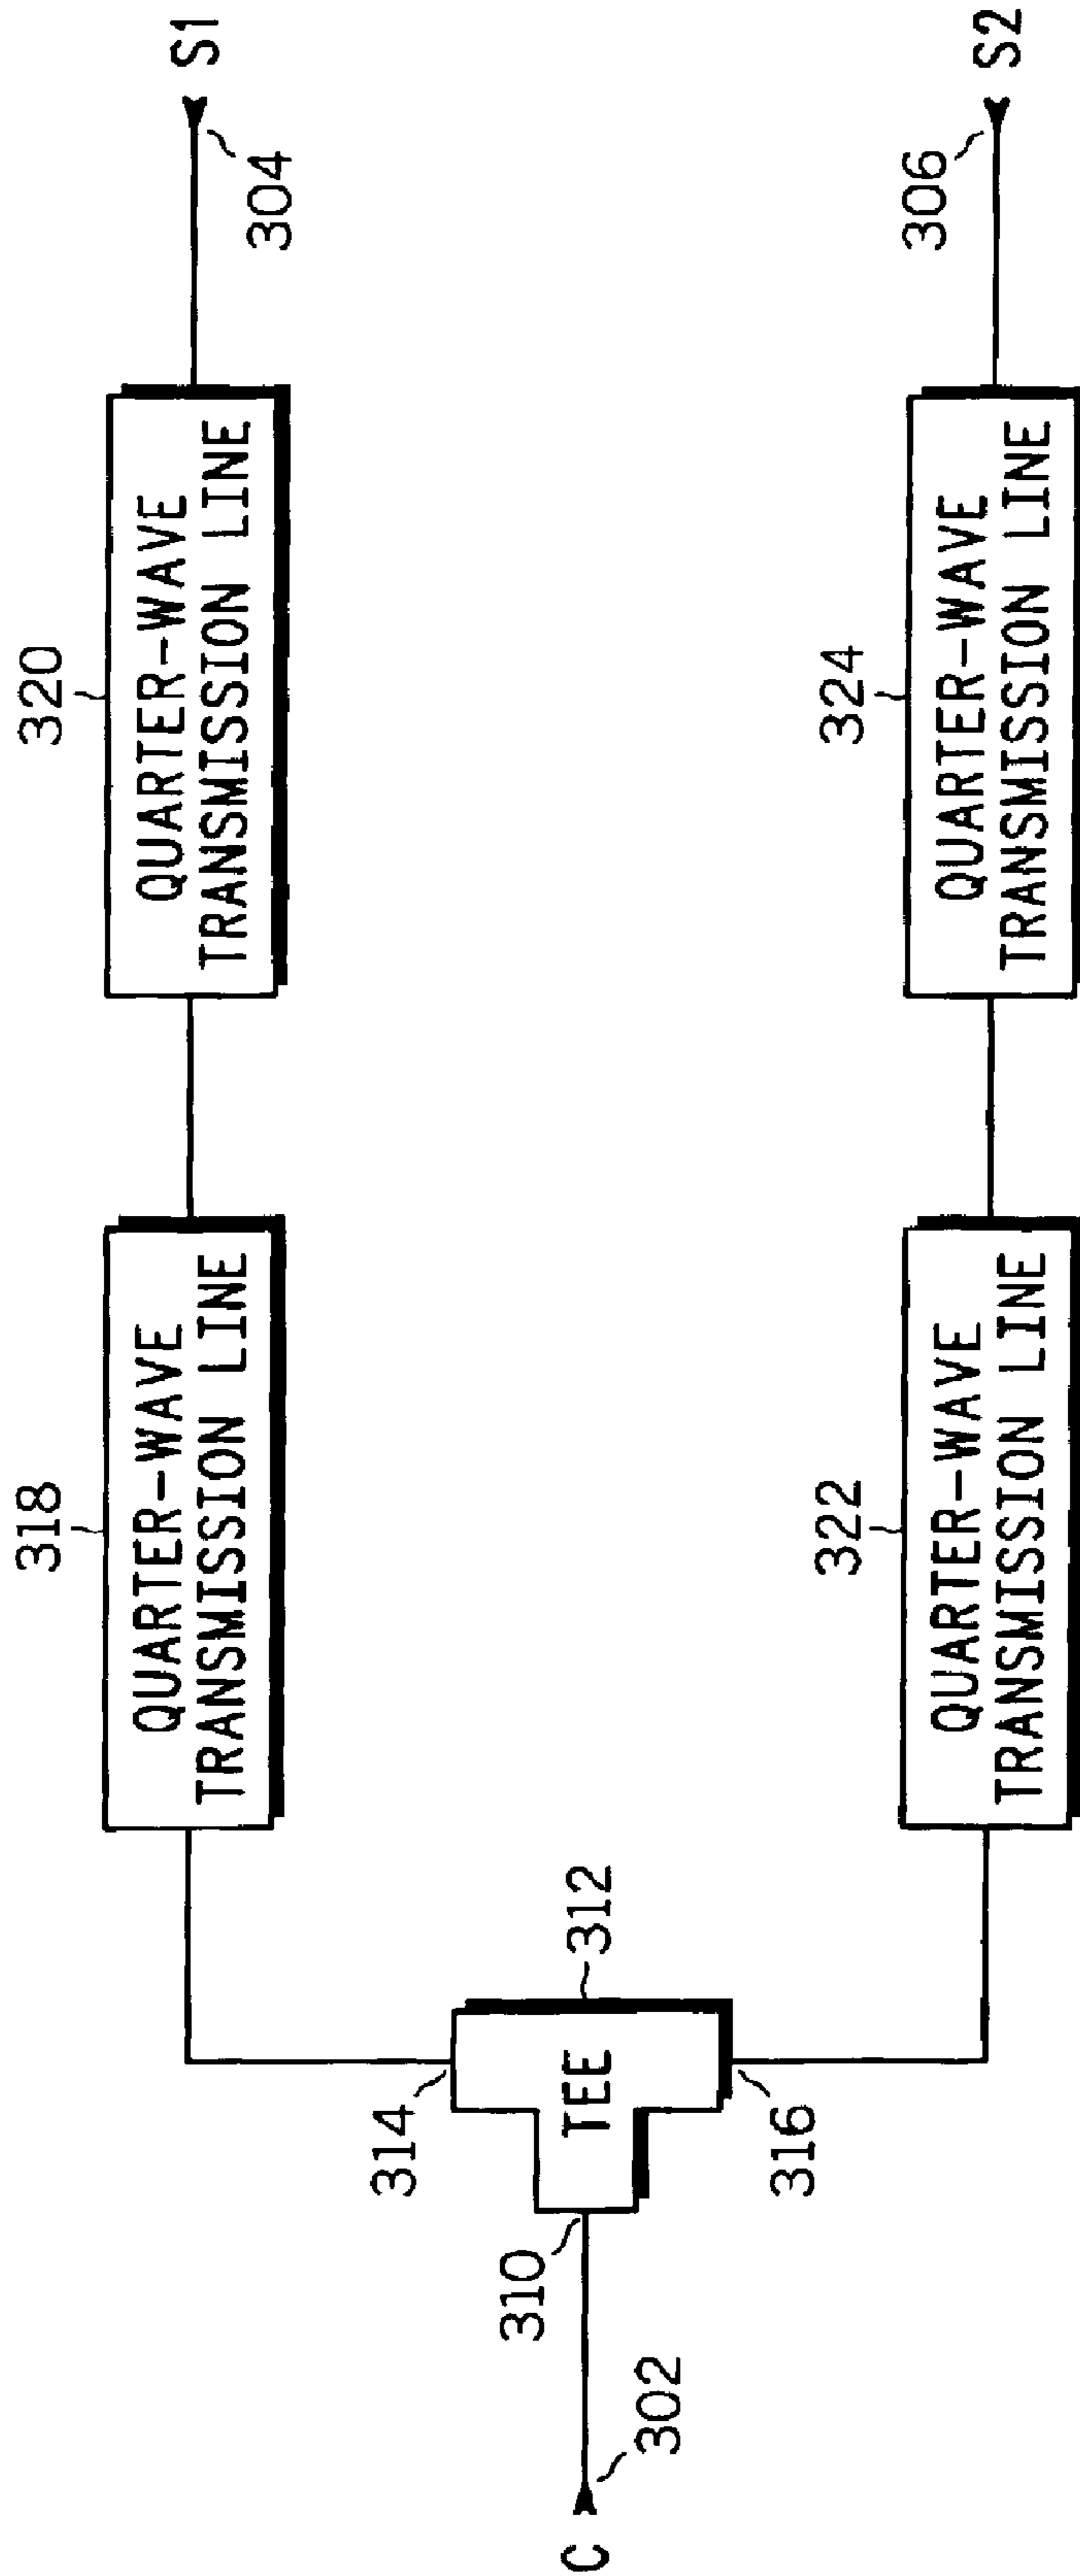 318
320
QUARTER-WAVE
TRANSMISSION LINE
QUARTER-WAVE
TRANSMISSION LINE
S1
304
314
C
302
310
TEE
312
316
322
324
QUARTER-WAVE
TRANSMISSION LINE
QUARTER-WAVE
TRANSMISSION LINE
306
S2